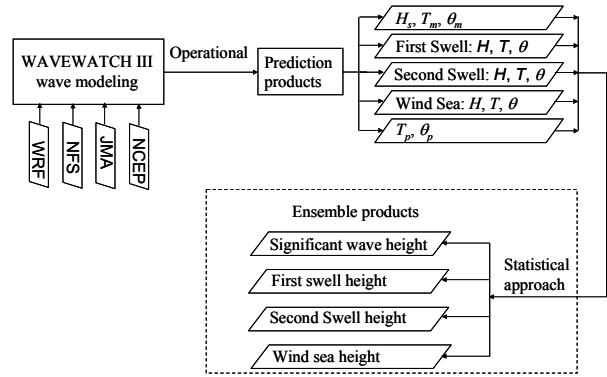 WAVEWATCH III
wave modeling
WRF
NFS
JMA
NCEP
Operational
Prediction
products
Hs, Tm, θm
First Swell: H, T, θ
Second Swell: H, T, θ
Wind Sea: H, T, θ
Tp, θp
Ensemble products
Significant wave height
First swell height
Second Swell height
Wind sea height
Statistical
approach